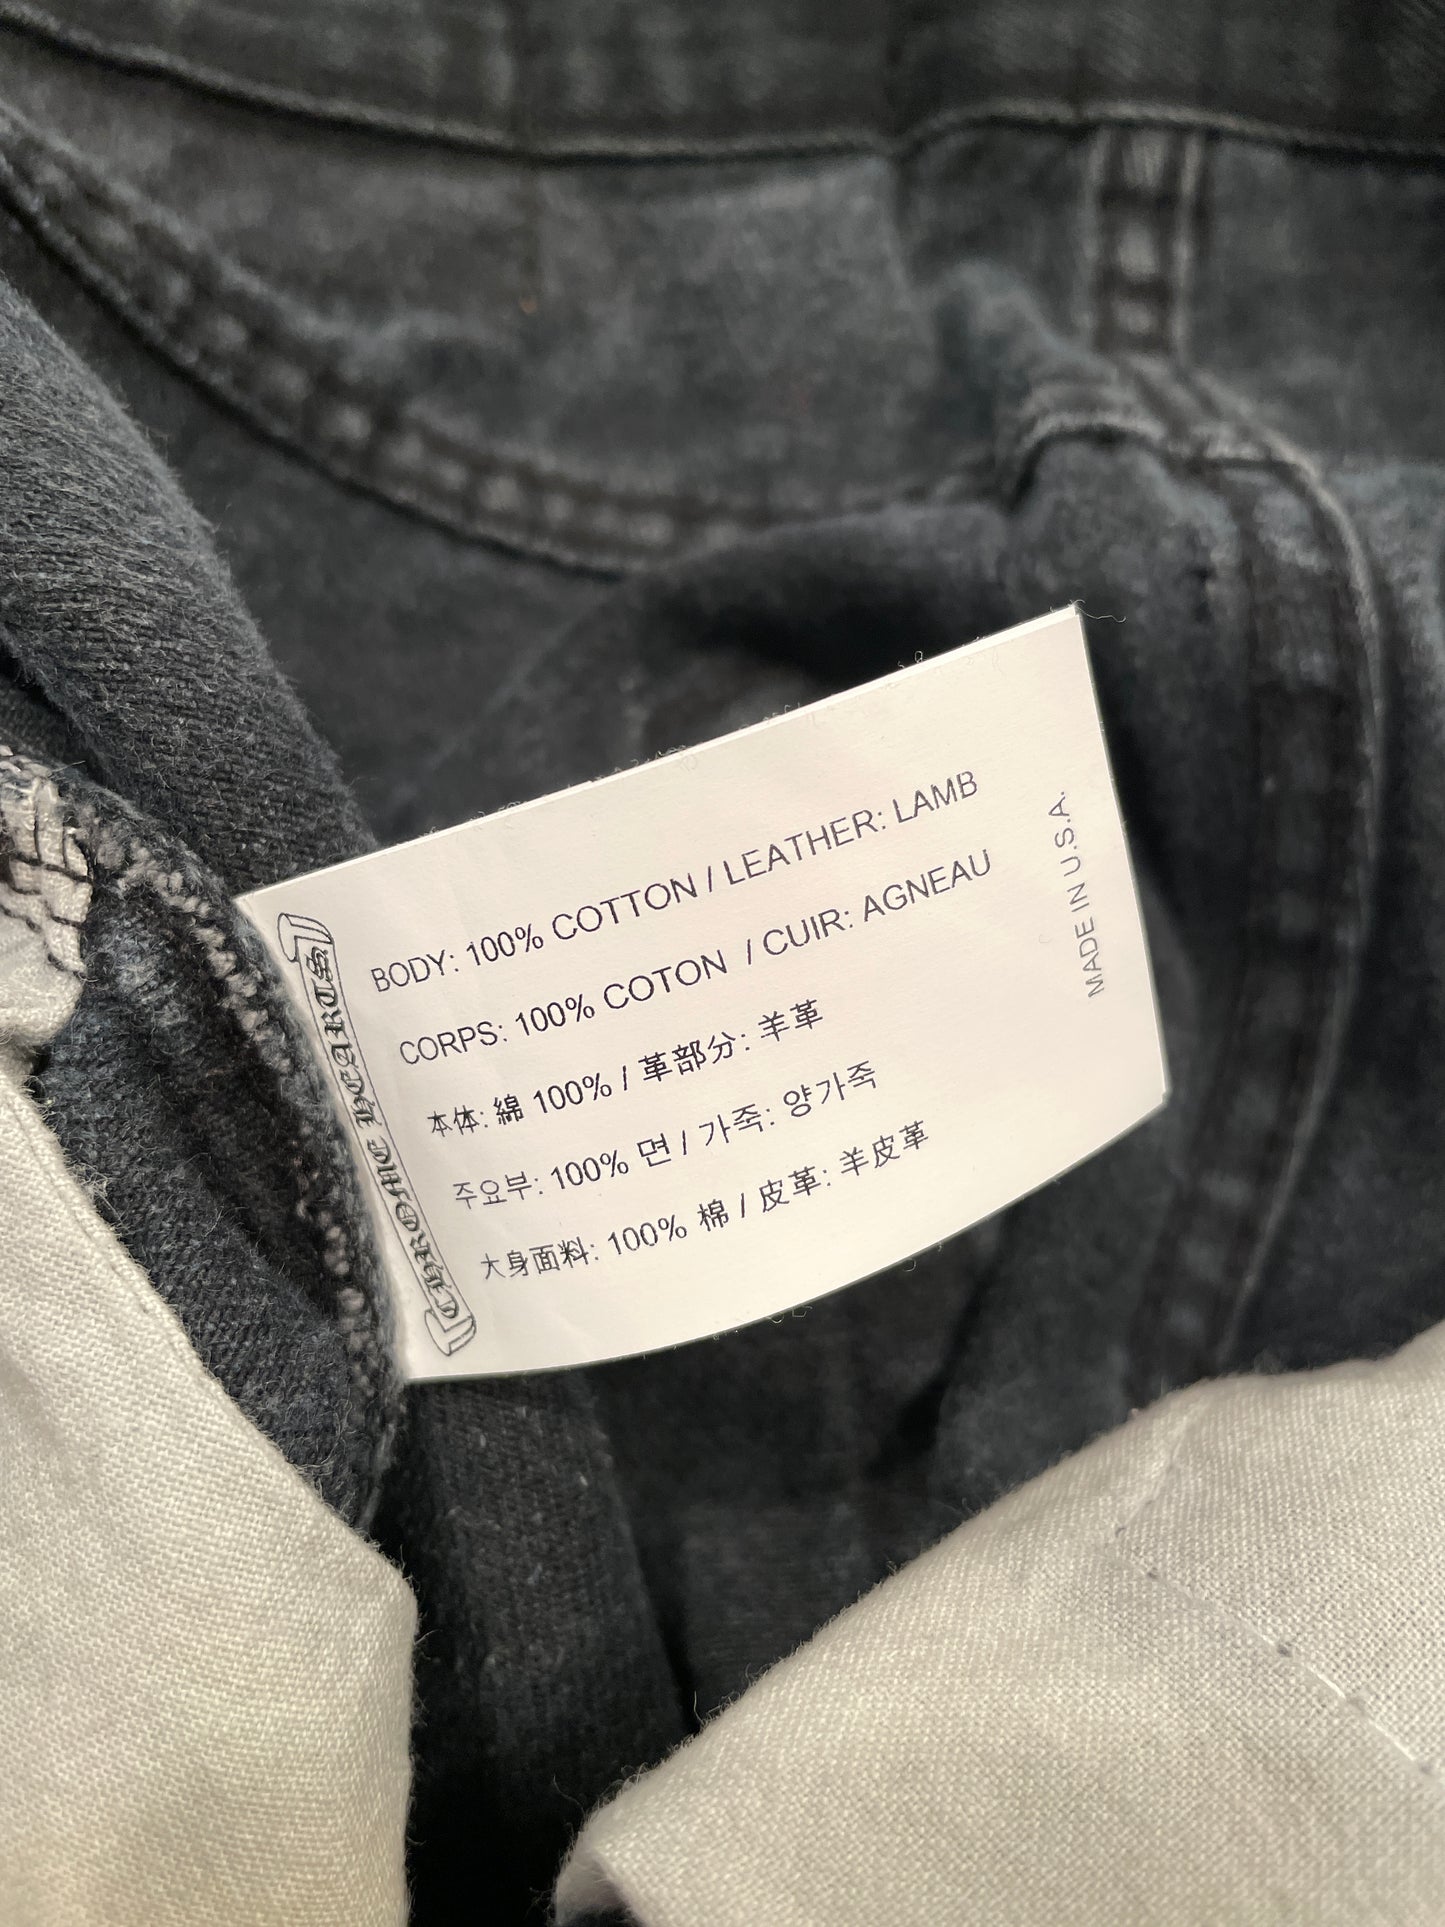 BODY: 100% COTTON / LEATHER: LAMB
CORPS: 100% COTON / CUIR: AGNEAU
本体: 綿 100% / 革部分: 羊革
주요부: 100% 면 / 가죽: 양가죽
大身面料: 100% 棉 / 皮革: 羊皮革
MADE IN U.S.A.
CHROME HEARTS